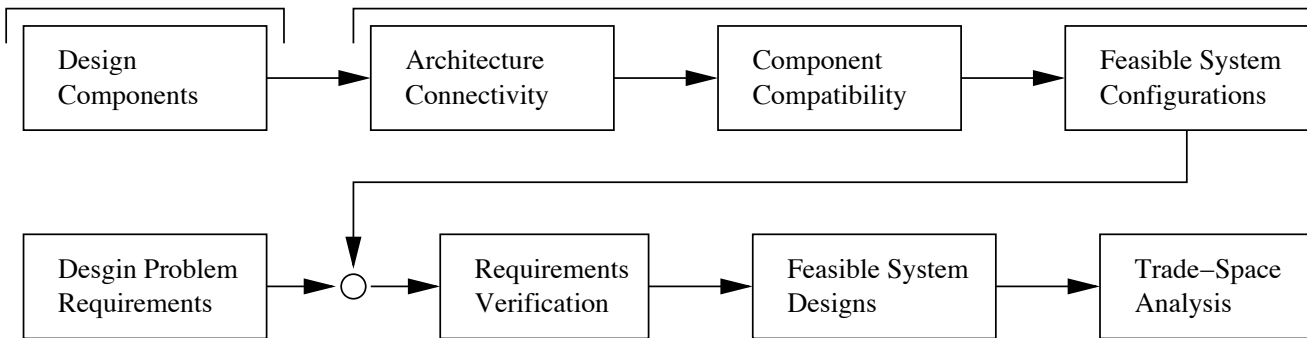 Design
Components
Architecture
Connectivity
Component
Compatibility
Feasible System
Configurations
Desgin Problem
Requirements
Requirements
Verification
Feasible System
Designs
Trade–Space
Analysis